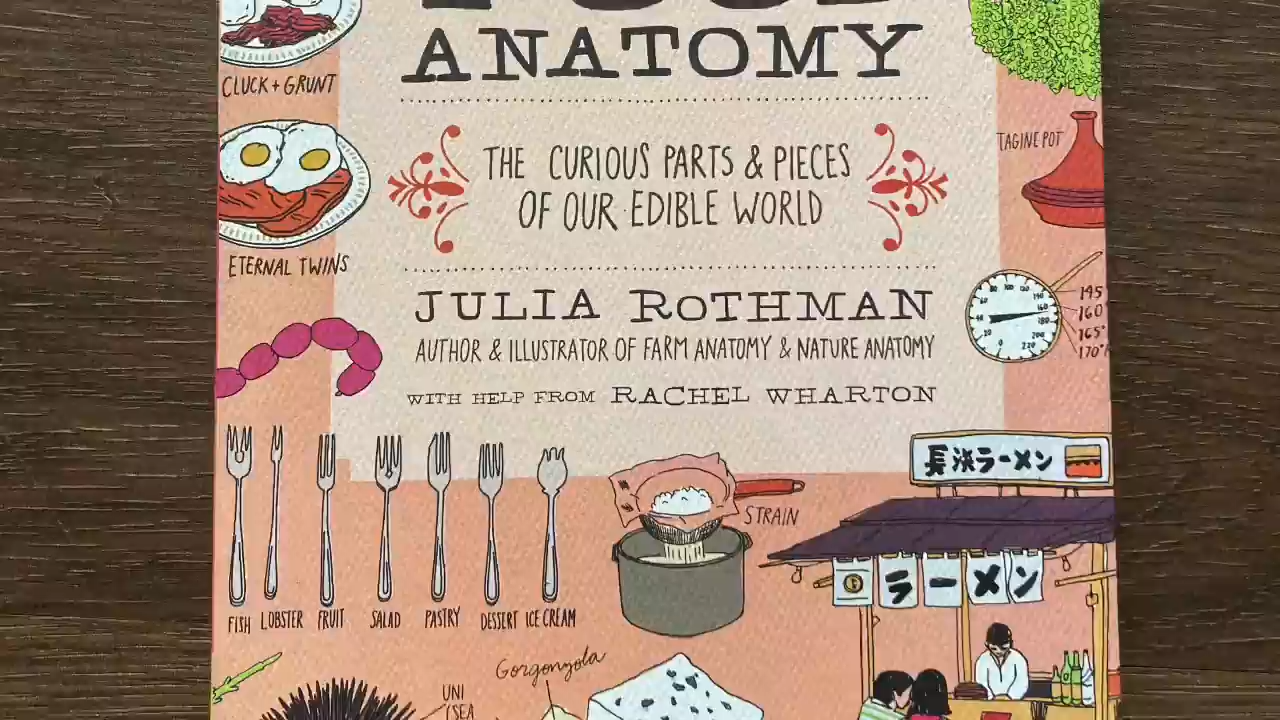 ANATOMY
CLUCK + GRUNT
TAGINE POT
THE CURIOUS PARTS & PIECES
OF OUR EDIBLE WORLD
ETERNAL TWINS
JULIA ROTHMAN
AUTHOR & ILLUSTRATOR OF FARM ANATOMY & NATURE ANATOMY
WITH HELP FROM RACHEL WHARTON
145
160
165°
170°
STRAIN
ラーメン
ラーメン
FISH LOBSTER FRUIT SALAD PASTRY DESSERT ICE CREAM
Gorgonzola
UNI
(SEA